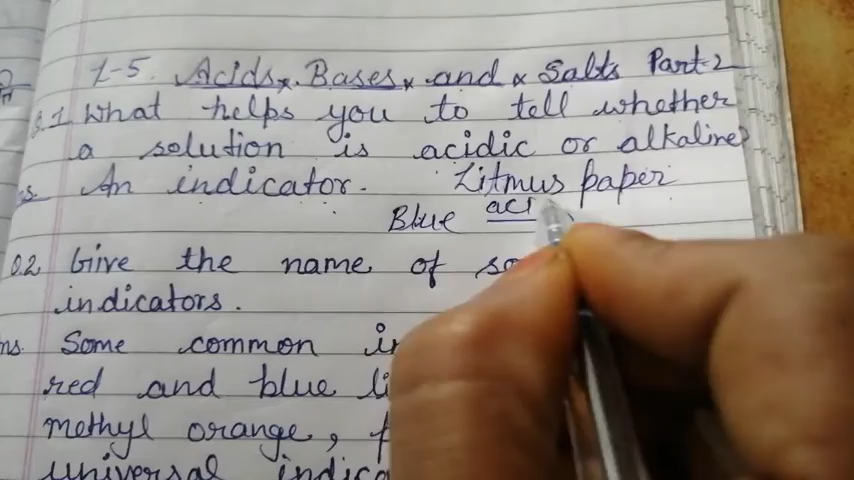 L-5. Acids, Bases, and Salts Part-2
Q.1 What helps you to tell whether
a solution is acidic or alkaline?
An indicator. Litmus paper
Blue aci
Q.2 Give the name of
indicators.
Ans. Some common
red and blue
methyl orange,
universal